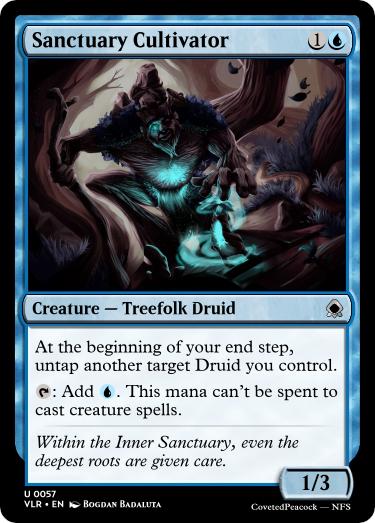 Sanctuary Cultivator 1
Creature — Treefolk Druid
At the beginning of your end step,
untap another target Druid you control.
: Add . This mana can't be spent to
cast creature spells.
Within the Inner Sanctuary, even the
deepest roots are given care.
1/3
U 0057
VLR • EN Bogdan Badaluta
CovetedPeacock — NFS